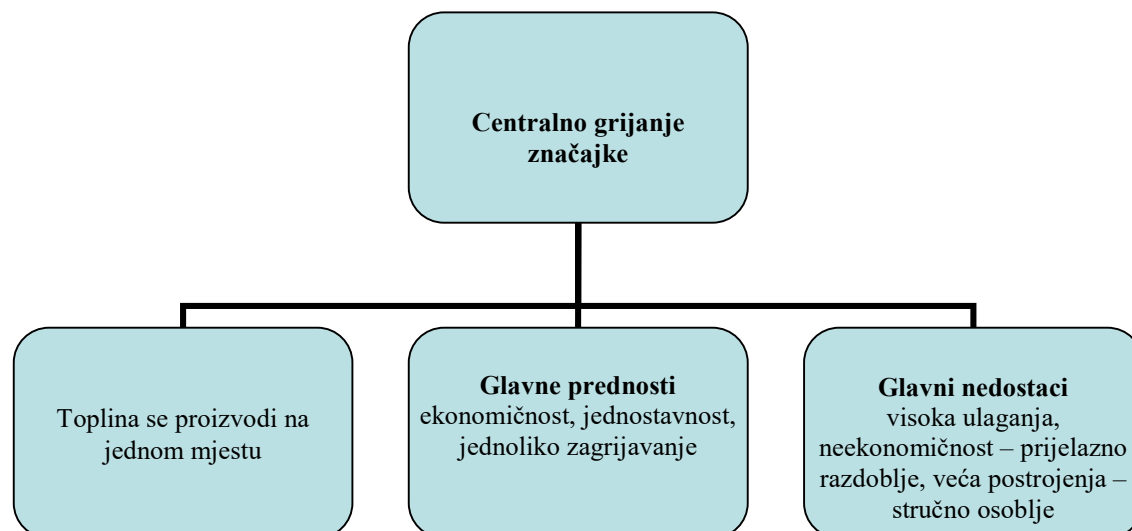 Centralno grijanje
značajke
Toplina se proizvodi na
jednom mjestu
Glavne prednosti
ekonomičnost, jednostavnost,
jednoliko zagrijavanje
Glavni nedostaci
visoka ulaganja,
neekonomičnost – prijelazno
razdoblje, veća postrojenja –
stručno osoblje